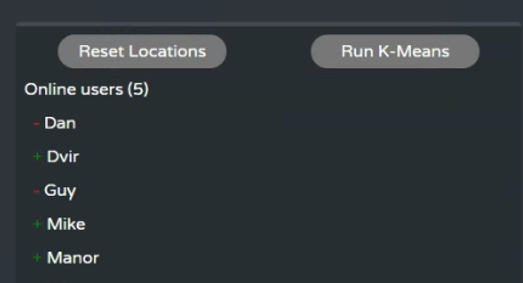 Reset Locations Run K-Means
Online users (5)
- Dan
+ Dvir
- Guy
+ Mike
+ Manor